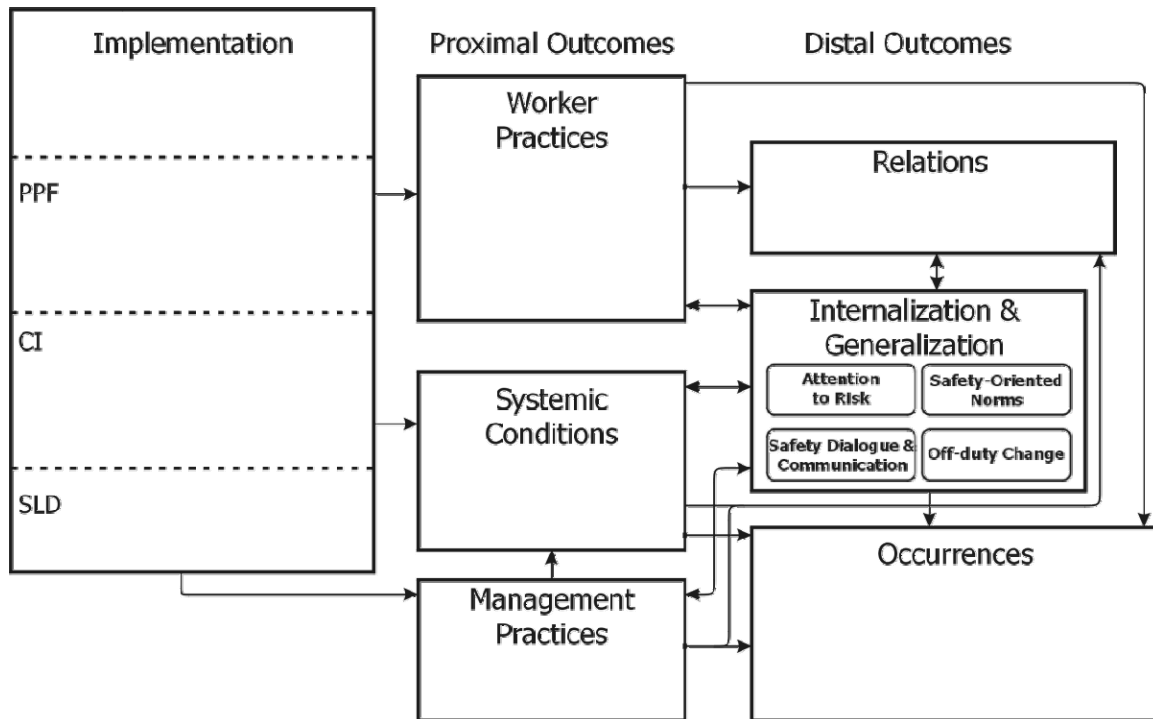 Implementation
PPF
CI
SLD
Proximal Outcomes
Worker
Practices
Systemic
Conditions
Management
Practices
Distal Outcomes
Relations
Internalization &
Generalization
Attention
to Risk
Safety-Oriented
Norms
Safety Dialogue &
Communication
Off-duty Change
Occurrences